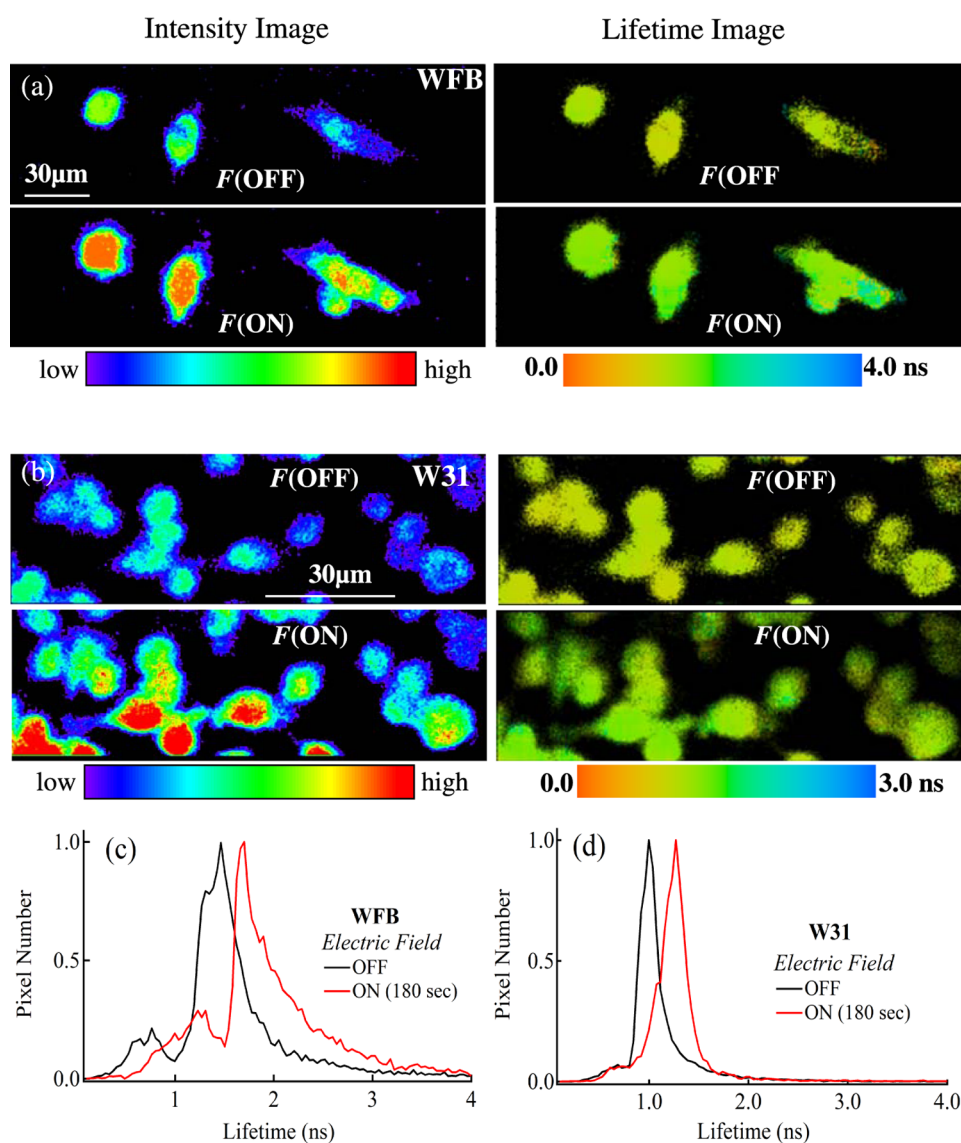 Intensity Image
Lifetime Image
(a)
WFB
30µm
F(OFF)
F(OFF
F(ON)
F(ON)
low
high
0.0
4.0 ns
(b)
F(OFF)
W31
F(OFF)
30µm
F(ON)
F(ON)
low
high
0.0
3.0 ns
1.0
(c)
WFB
Electric Field
OFF
ON (180 sec)
0.5
0.0
Pixel Number
1
2
3
4
Lifetime (ns)
1.0
(d)
W31
Electric Field
OFF
ON (180 sec)
0.5
0.0
Pixel Number
1.0
2.0
3.0
4.0
Lifetime (ns)